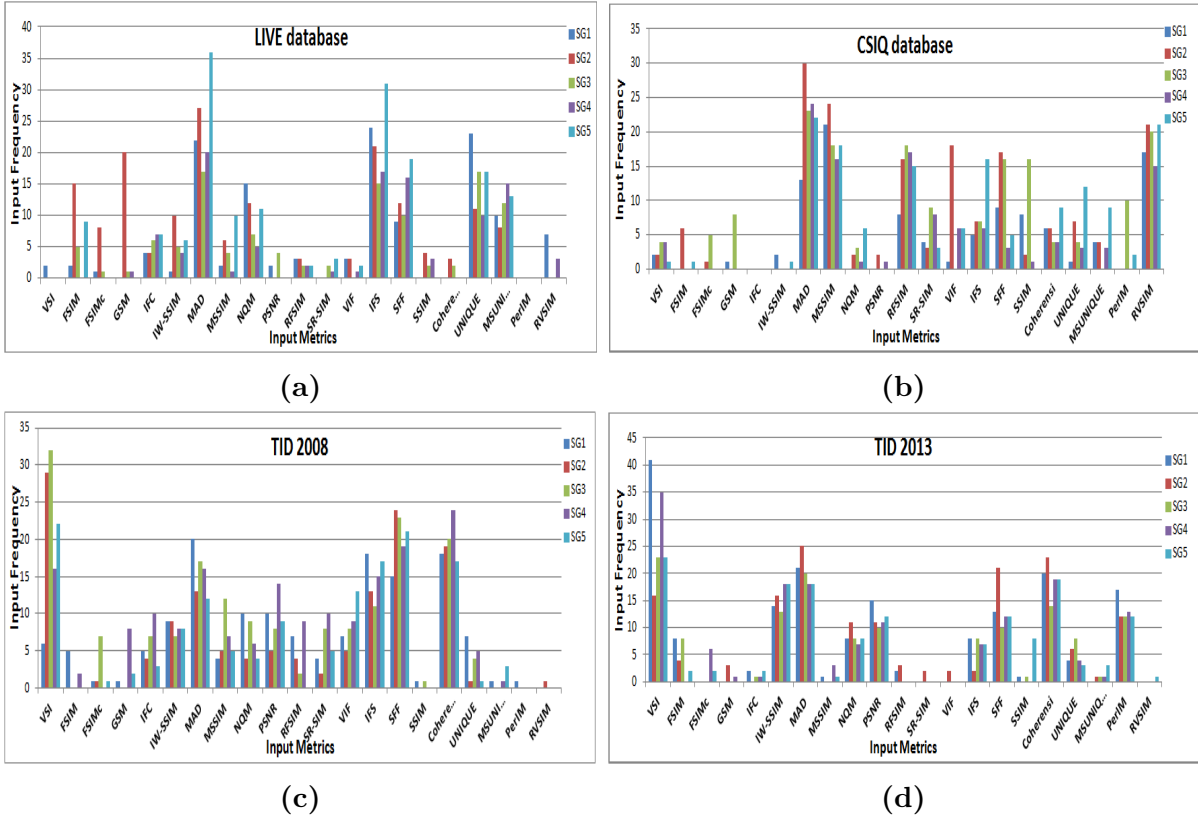 LIVE database
40
35
30
25
20
15
10
5
0
Input Frequency
VSI
FSIM
FSIMc
GSM
IFC
IW-SSIM
MAD
MSSIM
NQM
PSNR
RFSIM
SR-SIM
VIF
IFS
SFF
SSIM
Cohere...
UNIQUE
MSUNI...
PerIM
RVSIM
Input Metrics
SG1
SG2
SG3
SG4
SG5
(a)
CSIQ database
35
30
25
20
15
10
5
0
Input Frequency
VSI
FSIM
FSIMc
GSM
IFC
IW-SSIM
MAD
MSSIM
NQM
PSNR
RFSIM
SR-SIM
VIF
IFS
SFF
SSIM
Coherensi
UNIQUE
MSUNIQUE
PerIM
RVSIM
Input Metrics
SG1
SG2
SG3
SG4
SG5
(b)
TID 2008
35
30
25
20
15
10
5
0
Input Frequency
VSI
FSIM
FSIMc
GSM
IFC
IW-SSIM
MAD
MSSIM
NQM
PSNR
RFSIM
SR-SIM
VIF
IFS
SFF
SSIM
Cohere...
UNIQUE
MSUNI...
PerIM
RVSIM
Input Metrics
SG1
SG2
SG3
SG4
SG5
(c)
TID 2013
45
40
35
30
25
20
15
10
5
0
Input Frequency
VSI
FSIM
FSIMc
GSM
IFC
IW-SSIM
MAD
MSSIM
NQM
PSNR
RFSIM
SR-SIM
VIF
IFS
SFF
SSIM
Coherensi
UNIQUE
MSUNIQ...
PerIM
RVSIM
Input Metrics
SG1
SG2
SG3
SG4
SG5
(d)